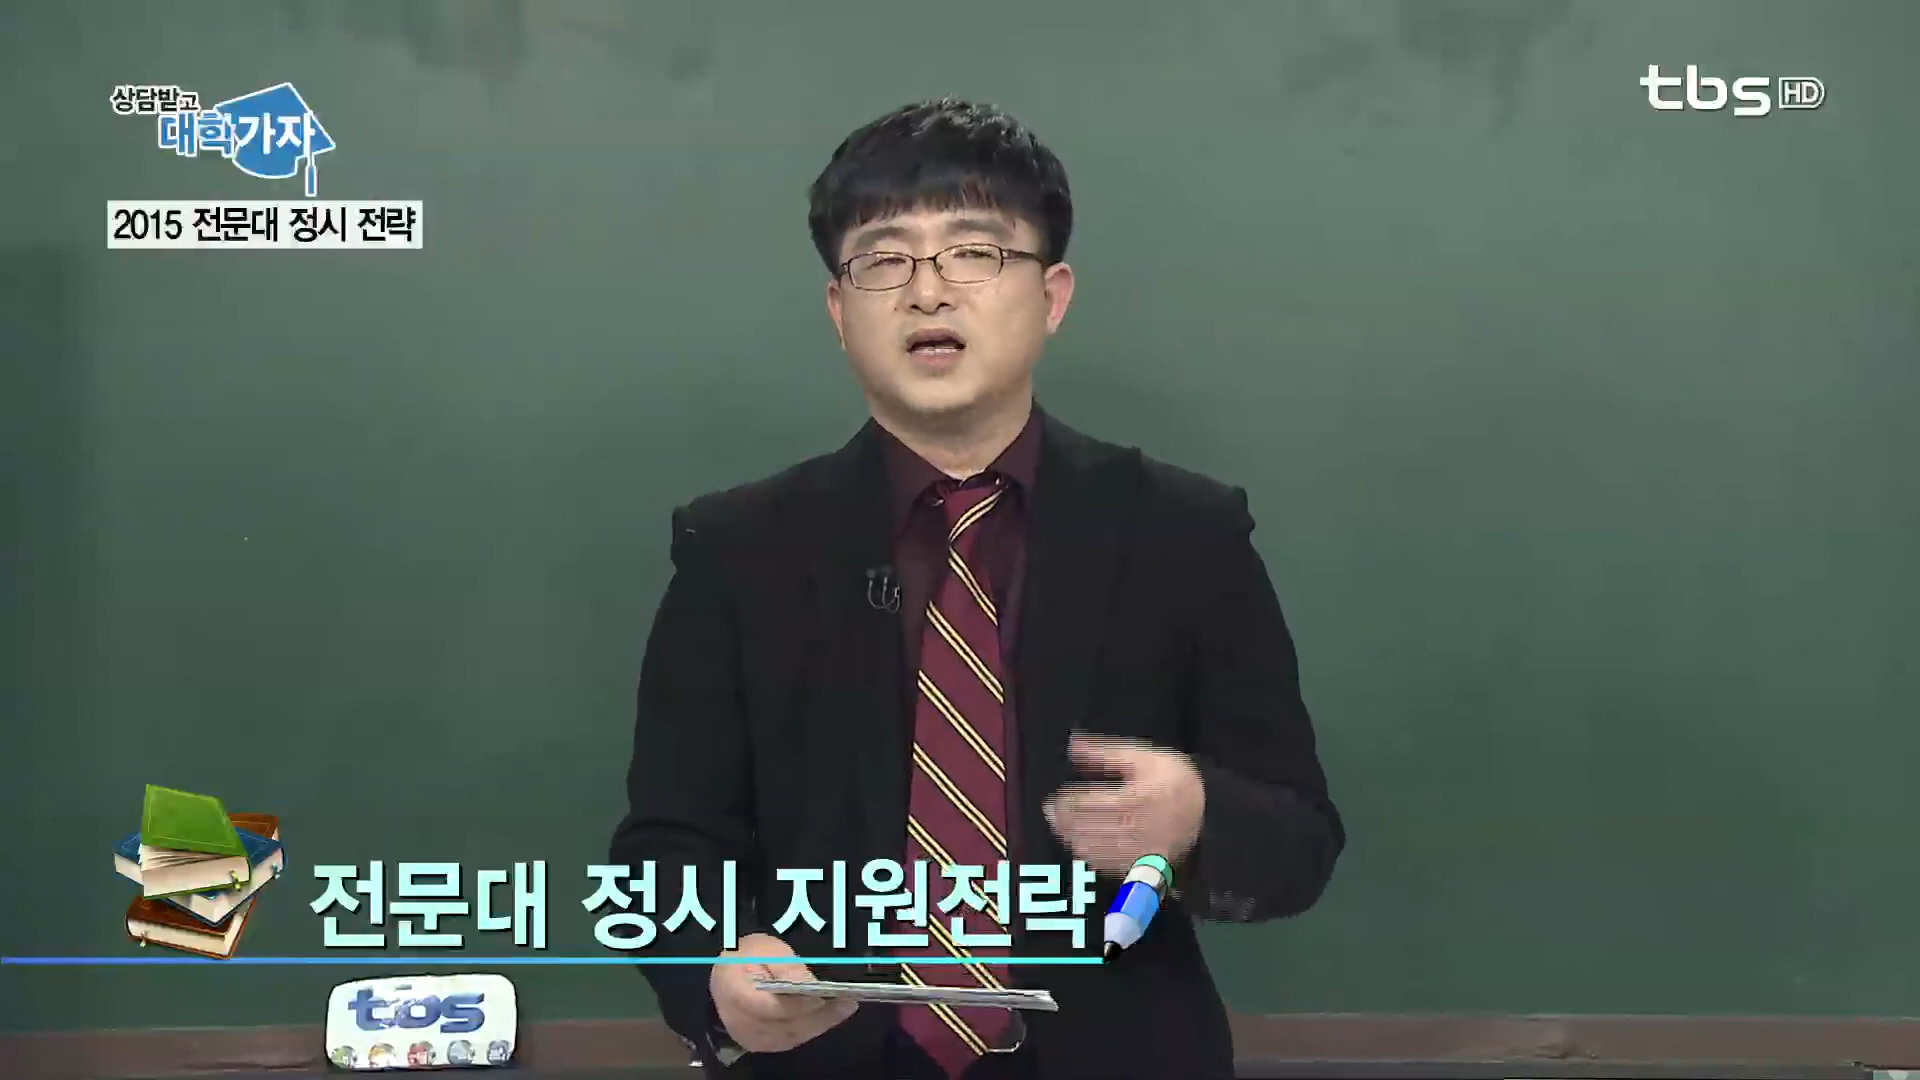 상담받고
대학가자
tbs HD
2015 전문대 정시 전략
전문대 정시 지원전략
tbs